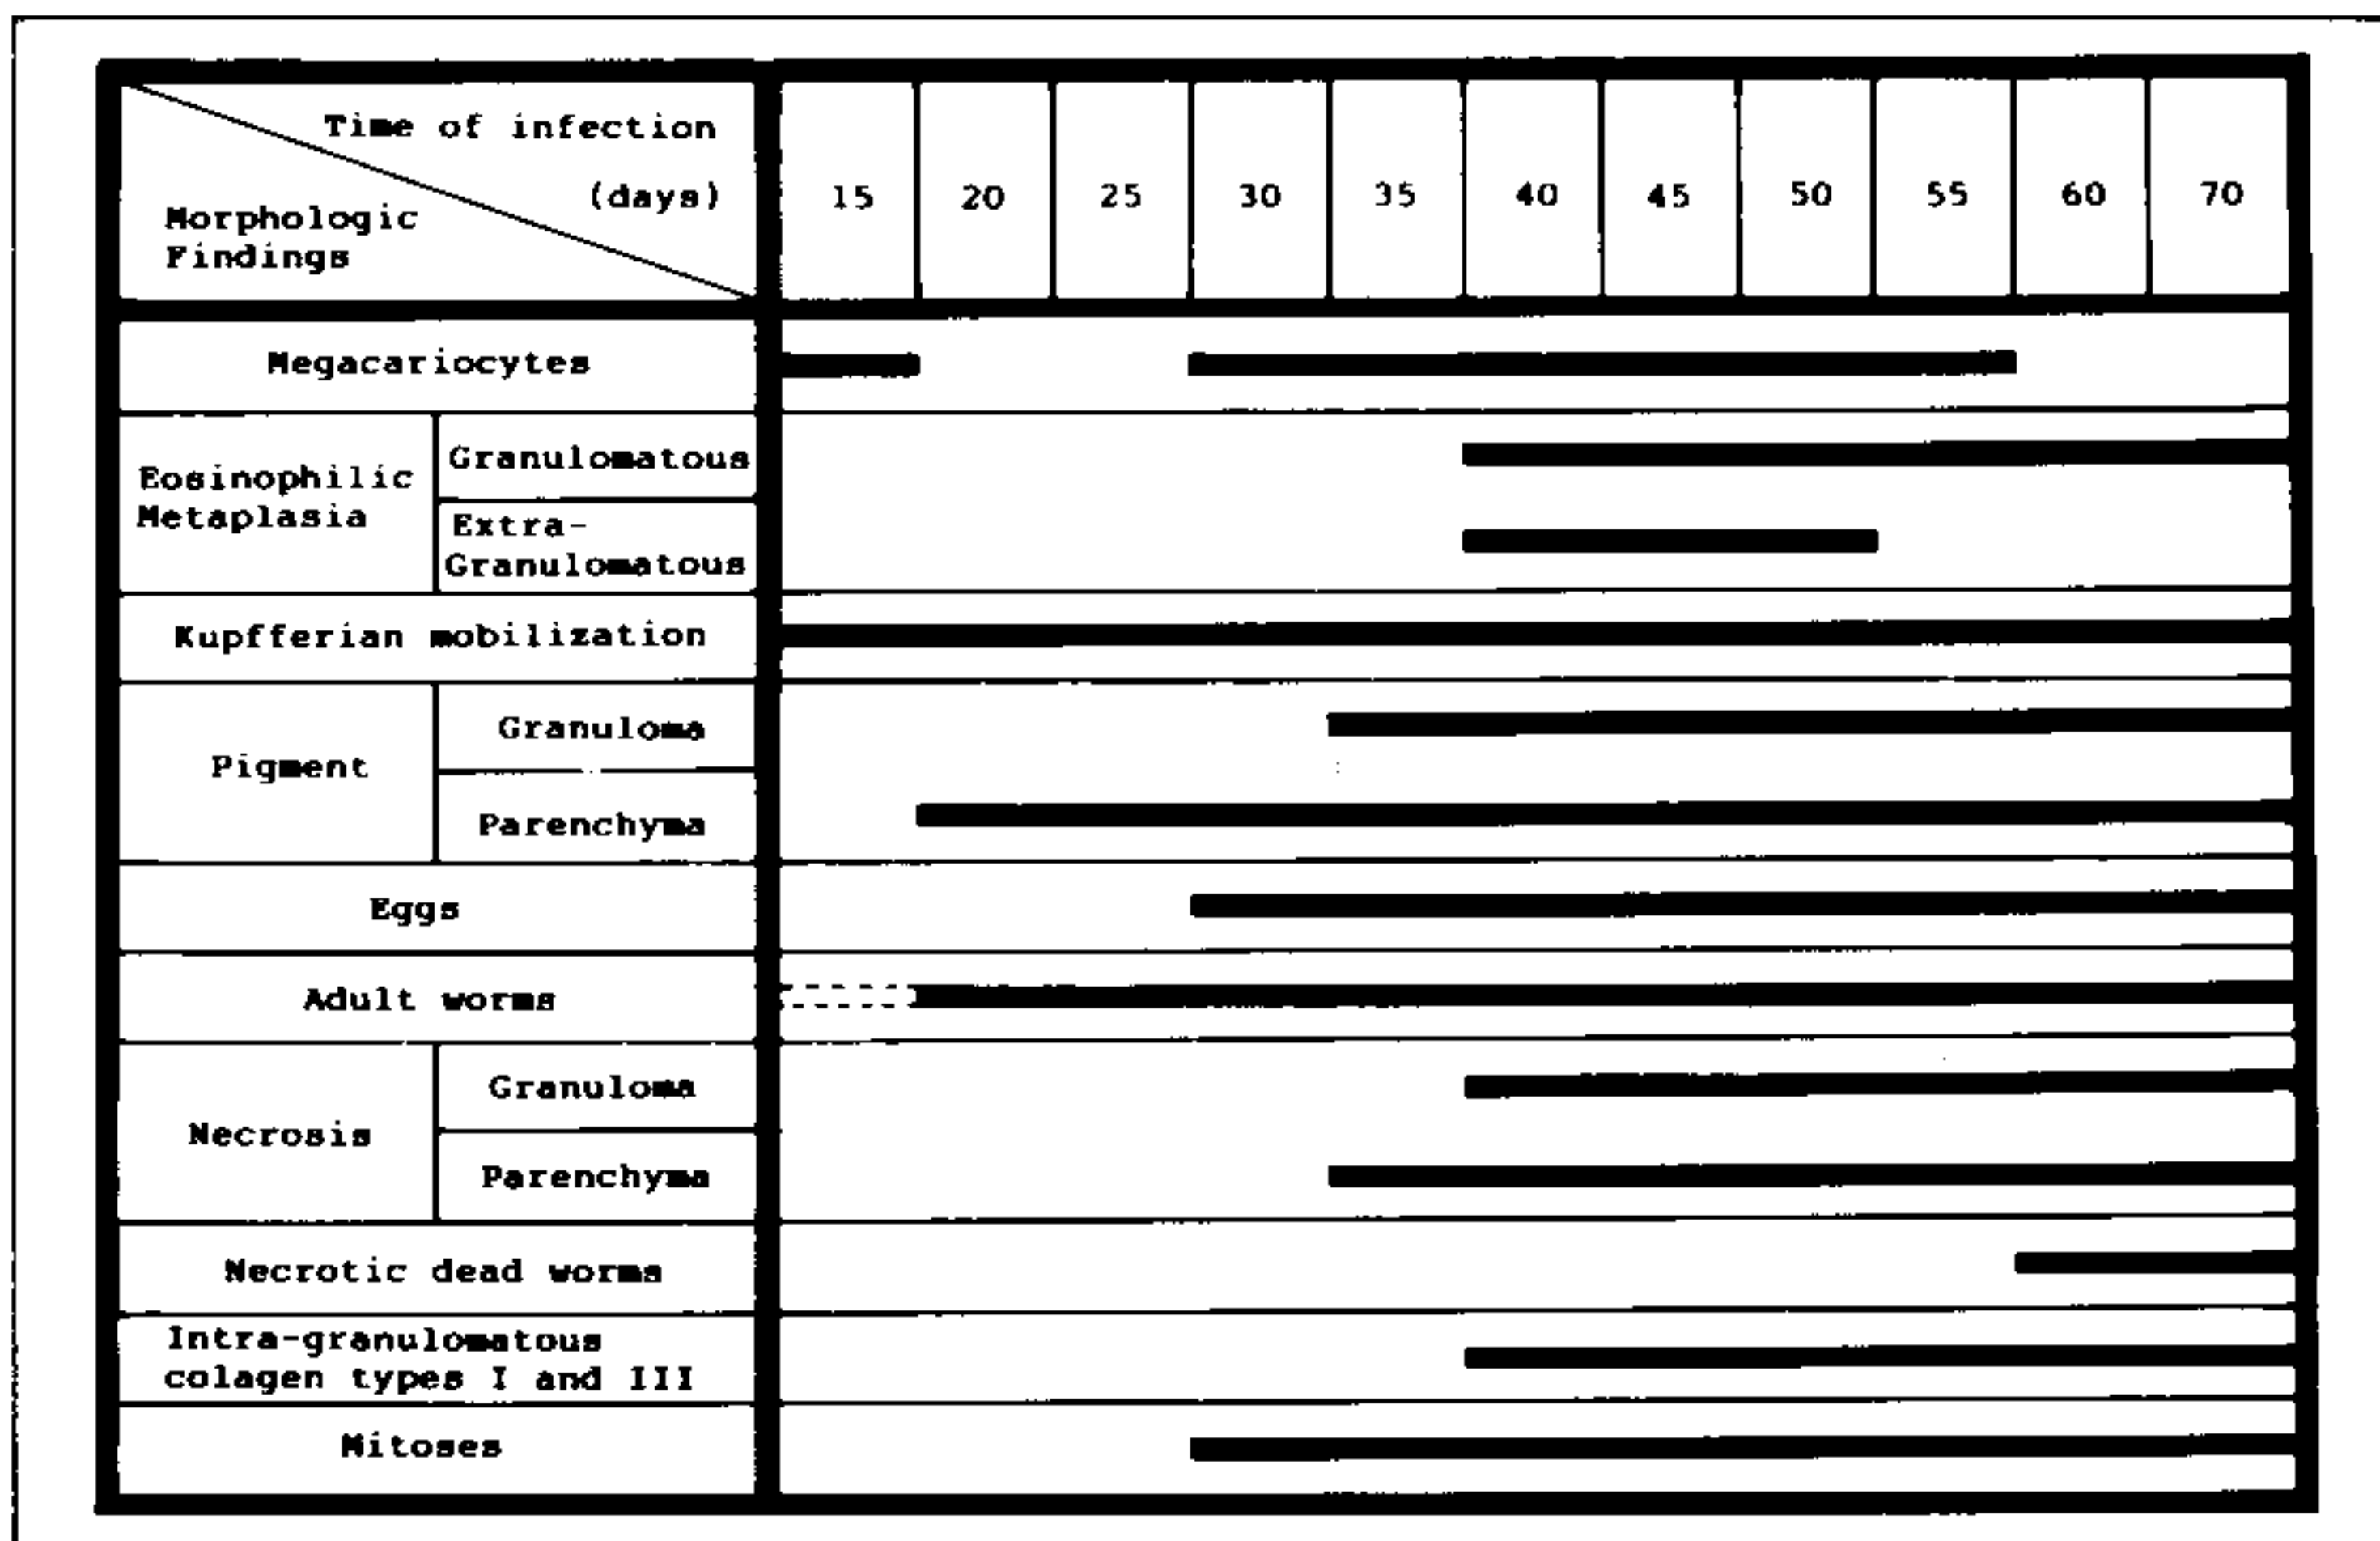 Time of infection
(days)
Morphologic
Findings
15 20 25 30 35 40 45 50 55 60 70
Megacariocytes
Eosinophilic
Metaplasia
Granulomatous
Extra-
Granulomatous
Kupfferian mobilization
Pigment
Granuloma
Parenchyma
Eggs
Adult worms
Necrosis
Granuloma
Parenchyma
Necrotic dead worms
Intra-granulomatous
colagen types I and III
Mitoses